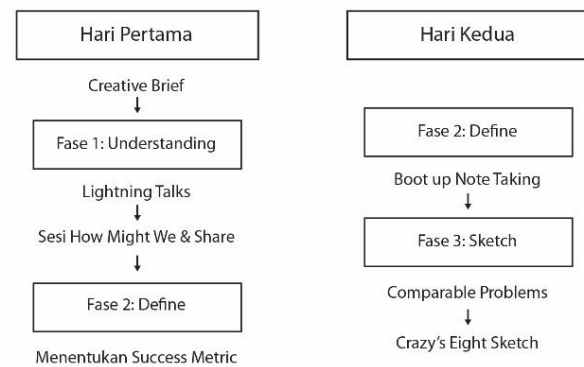 Hari Pertama
Creative Brief
Fase 1: Understanding
Lightning Talks
Sesi How Might We & Share
Fase 2: Define
Menentukan Success Metric
Hari Kedua
Fase 2: Define
Boot up Note Taking
Fase 3: Sketch
Comparable Problems
Crazy's Eight Sketch